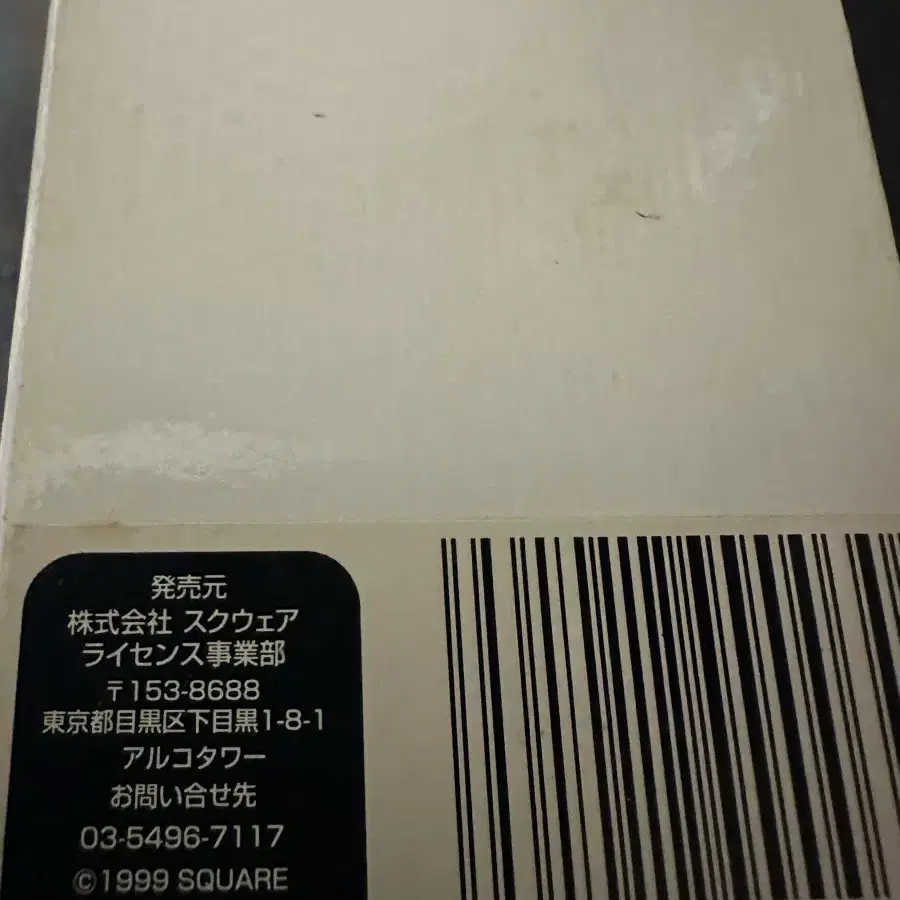 発売元
株式会社 スクウェア
ライセンス事業部
〒153-8688
東京都目黒区下目黒1-8-1
アルコタワー
お問い合せ先
03-5496-7117
©1999 SQUARE